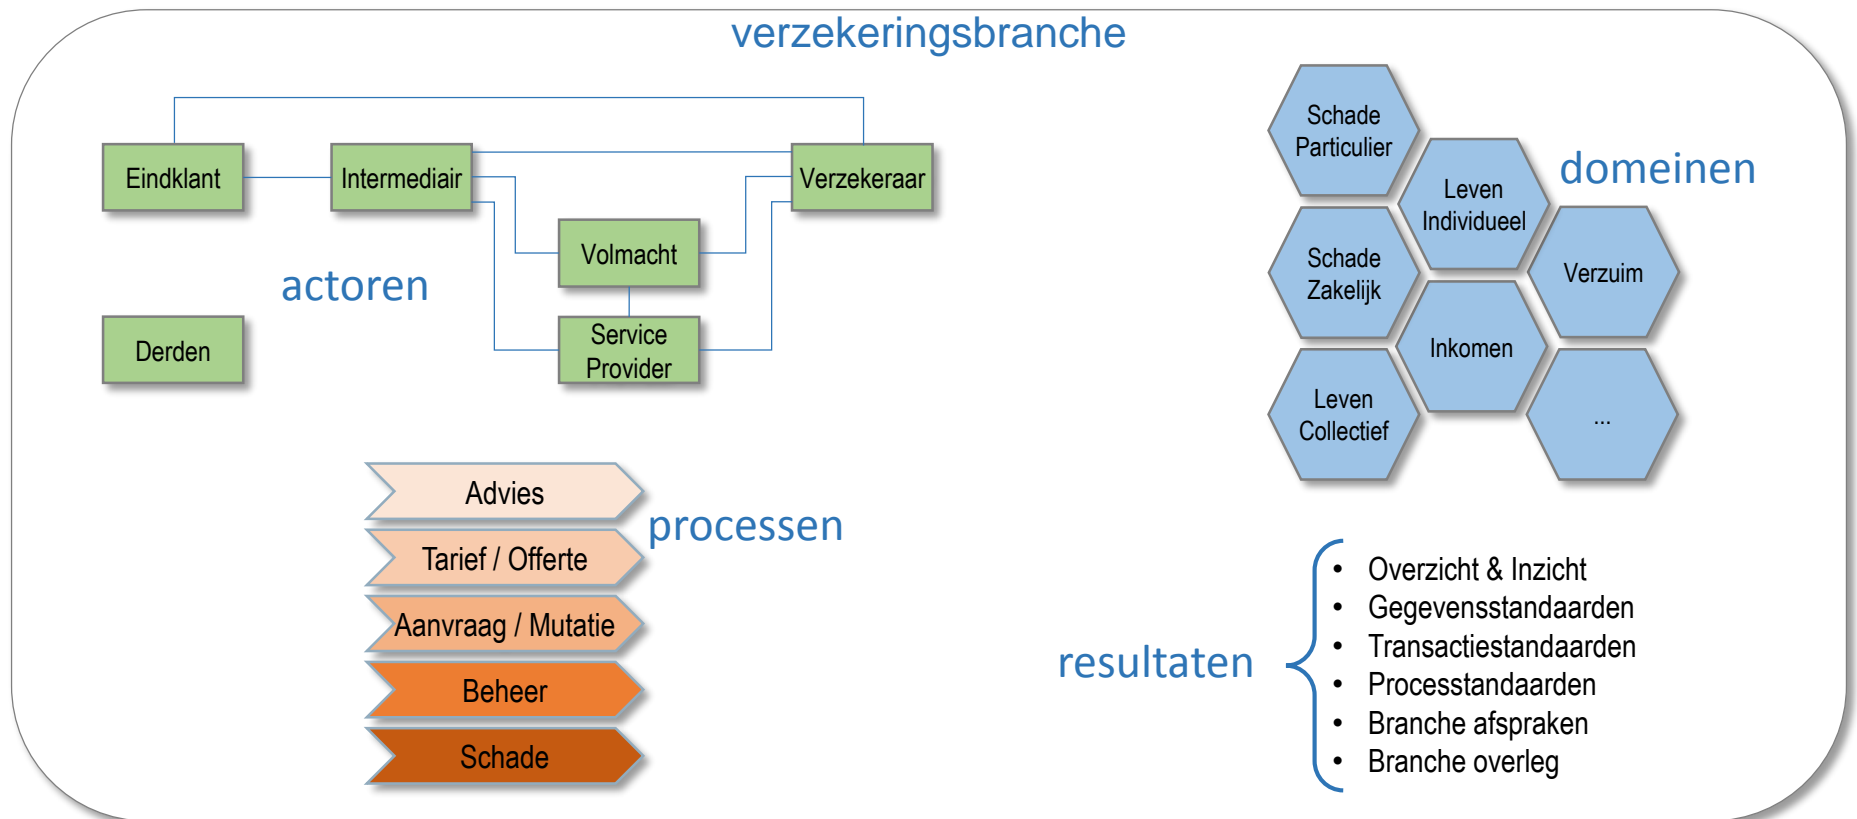 verzekeringsbranche
Eindklant
Intermediair
Verzekeraar
Volmacht
actoren
Derden
Service
Provider
Schade
Particulier
domeinen
Leven
Individueel
Schade
Zakelijk
Verzuim
Inkomen
Leven
Collectief
...
Advies
processen
Tarief / Offerte
Aanvraag / Mutatie
Beheer
Schade
resultaten
• Overzicht & Inzicht
• Gegevensstandaarden
• Transactiestandaarden
• Processtandaarden
• Branche afspraken
• Branche overleg